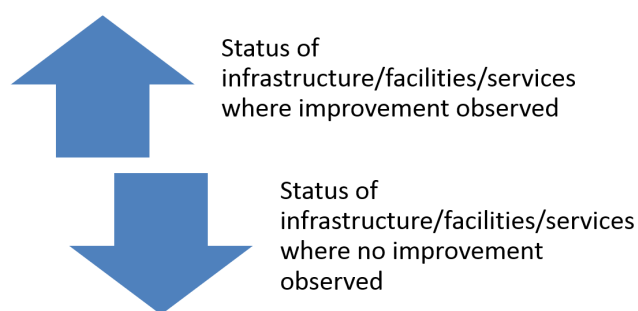 Status of
infrastructure/facilities/services
where improvement observed
Status of
infrastructure/facilities/services
where no improvement
observed